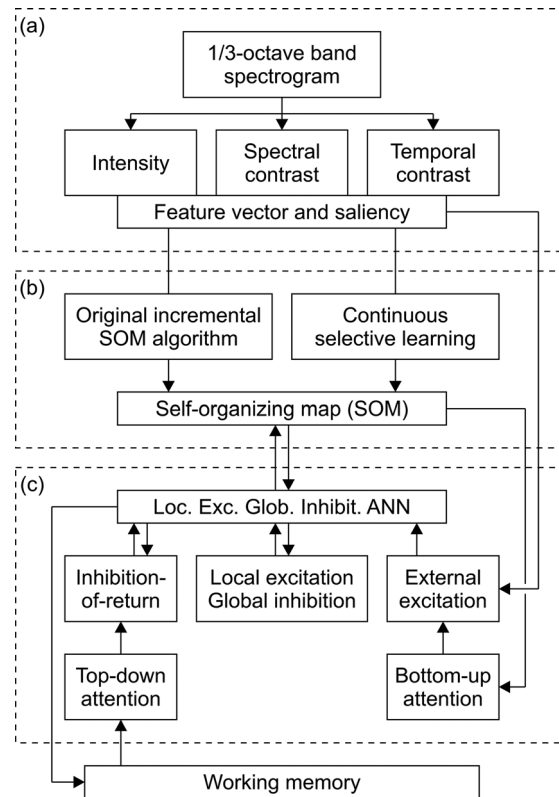 (a)
1/3-octave band
spectrogram
Intensity
Spectral
contrast
Temporal
contrast
Feature vector and saliency
(b)
Original incremental
SOM algorithm
Continuous
selective learning
Self-organizing map (SOM)
(c)
Loc. Exc. Glob. Inhibit. ANN
Inhibition-
of-return
Local excitation
Global inhibition
External
excitation
Top-down
attention
Bottom-up
attention
Working memory